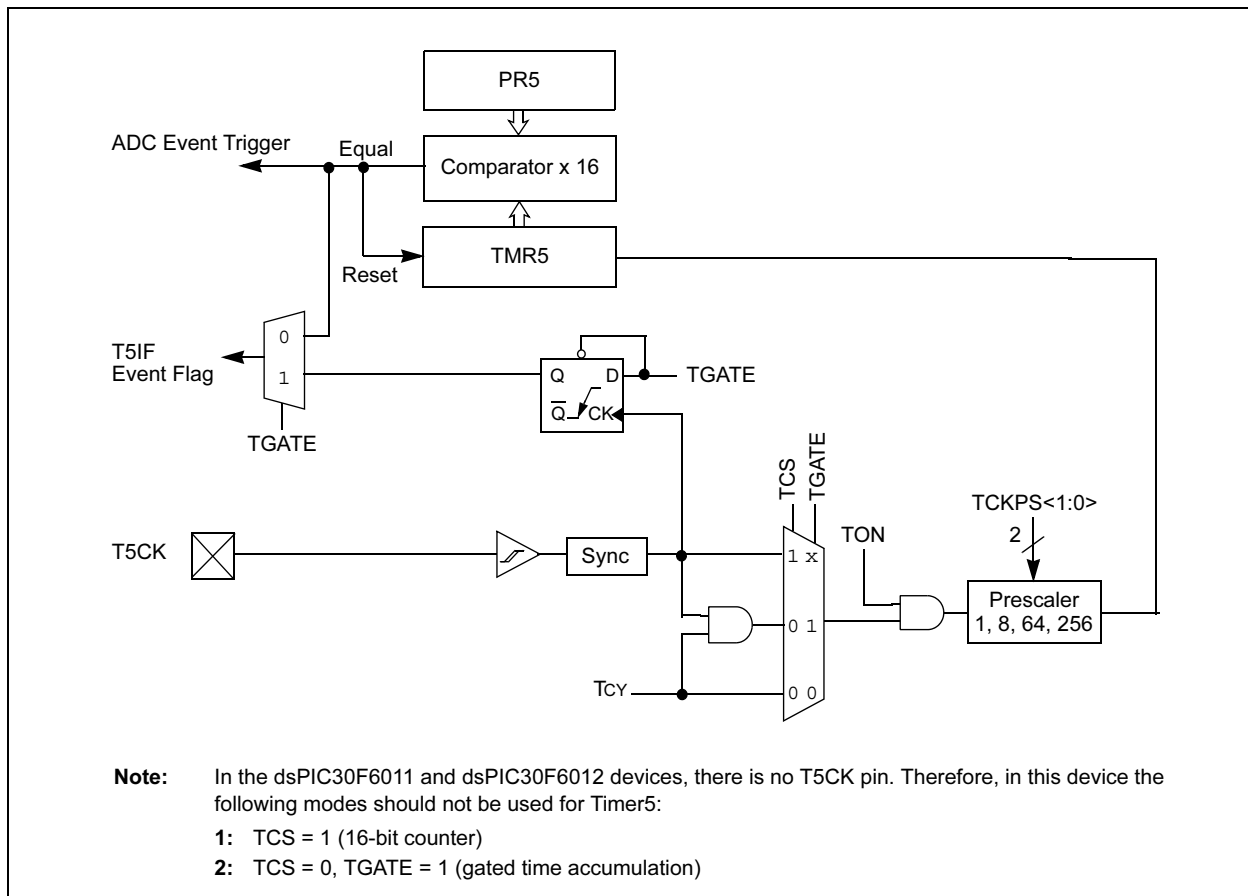 PR5
ADC Event Trigger
Equal
Comparator x 16
TMR5
Reset
0
T5IF
Event Flag
1
Q D
TGATE
Q CK
TGATE
TCS
TGATE
TCKPS<1:0>
TON
2
T5CK
Sync
1 x
Prescaler
1, 8, 64, 256
0 1
TCY
0 0
Note: In the dsPIC30F6011 and dsPIC30F6012 devices, there is no T5CK pin. Therefore, in this device the
following modes should not be used for Timer5:
1: TCS = 1 (16-bit counter)
2: TCS = 0, TGATE = 1 (gated time accumulation)